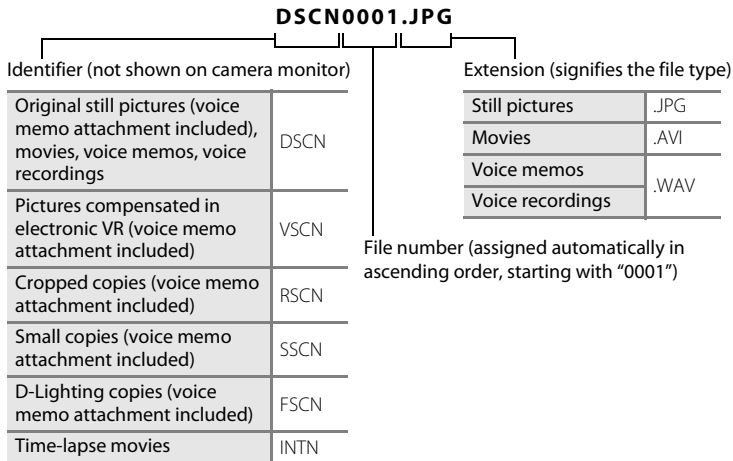 DSCN0001.JPG
Identifier (not shown on camera monitor)
Original still pictures (voice
memo attachment included),
movies, voice memos, voice
recordings
DSCN
Pictures compensated in
electronic VR (voice memo
attachment included)
VSCN
Cropped copies (voice memo
attachment included)
RSCN
Small copies (voice memo
attachment included)
SSCN
D-Lighting copies (voice
memo attachment included)
FSCN
Time-lapse movies
INTN
Extension (signifies the file type)
Still pictures
.JPG
Movies
.AVI
Voice memos
Voice recordings
.WAV
File number (assigned automatically in
ascending order, starting with “0001”)